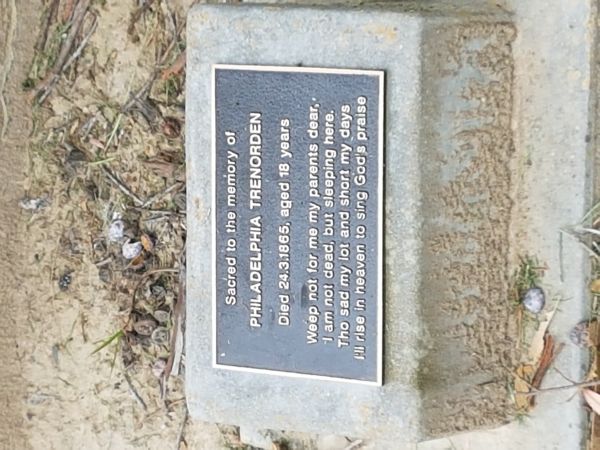 Sacred to the memory of
PHILADELPHIA TRENORDEN
Died 24.3.1865, aged 18 years
Weep not for me my parents dear,
I am not dead, but sleeping here.
Tho sad my lot and short my days
I'll rise in heaven to sing God's praise